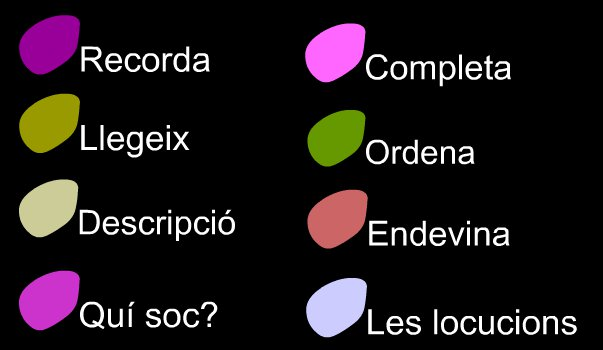 Recorda
Llegeix
Descripció
Quí soc?
Completa
Ordena
Endevina
Les locucions